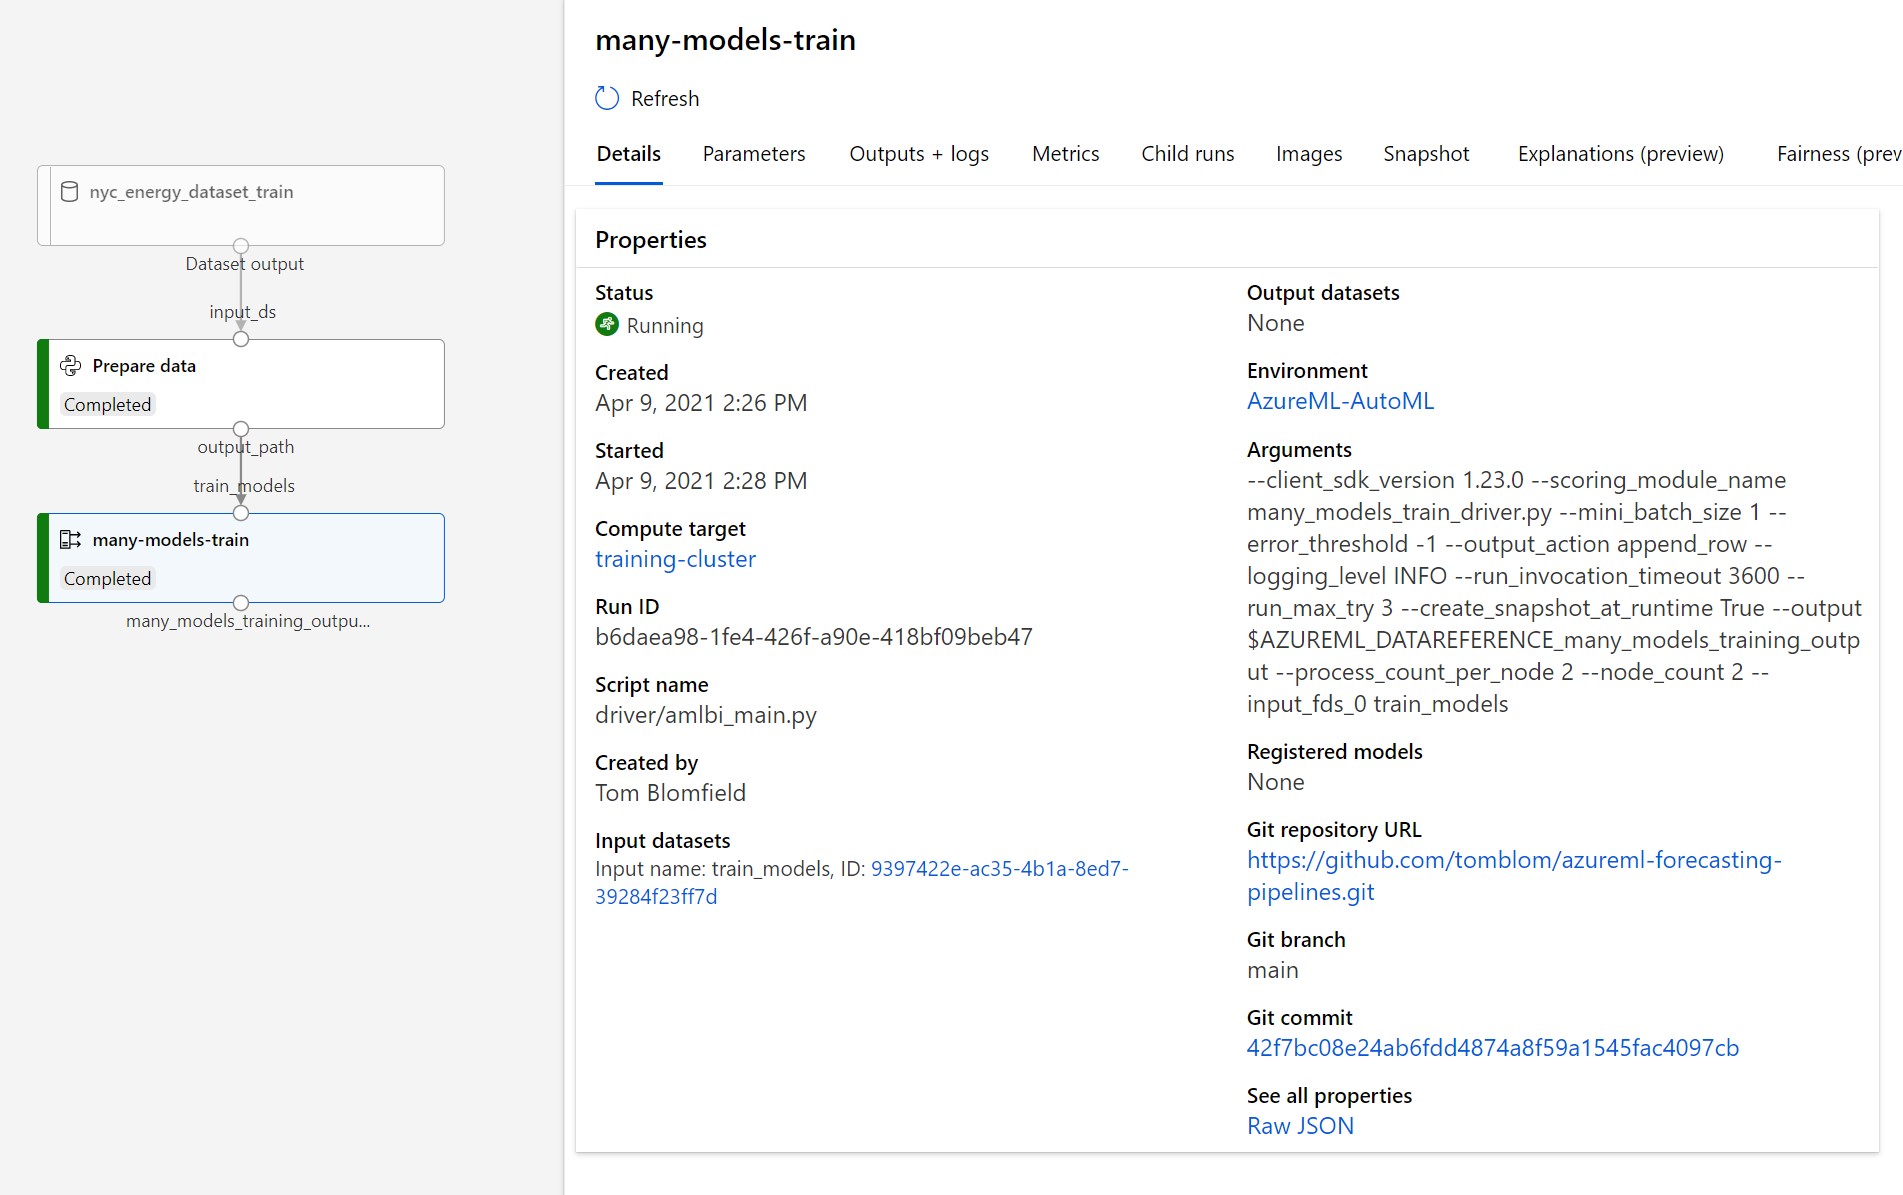 nyc_energy_dataset_train
Dataset output
input_ds
Prepare data
Completed
output_path
train_models
many-models-train
Completed
many_models_training_outpu...
many-models-train
Refresh
Details Parameters Outputs + logs Metrics Child runs Images Snapshot Explanations (preview) Fairness (prev
Properties
Status
Running
Created
Apr 9, 2021 2:26 PM
Started
Apr 9, 2021 2:28 PM
Compute target
training-cluster
Run ID
b6daea98-1fe4-426f-a90e-418bf09beb47
Script name
driver/amlbi_main.py
Created by
Tom Blomfield
Input datasets
Input name: train_models, ID: 9397422e-ac35-4b1a-8ed7-
39284f23ff7d
Output datasets
None
Environment
AzureML-AutoML
Arguments
--client_sdk_version 1.23.0 --scoring_module_name
many_models_train_driver.py --mini_batch_size 1 --
error_threshold -1 --output_action append_row --
logging_level INFO --run_invocation_timeout 3600 --
run_max_try 3 --create_snapshot_at_runtime True --output
$AZUREML_DATAREFERENCE_many_models_training_outp
ut --process_count_per_node 2 --node_count 2 --
input_fds_0 train_models
Registered models
None
Git repository URL
https://github.com/tomblom/azureml-forecasting-
pipelines.git
Git branch
main
Git commit
42f7bc08e24ab6fdd4874a8f59a1545fac4097cb
See all properties
Raw JSON